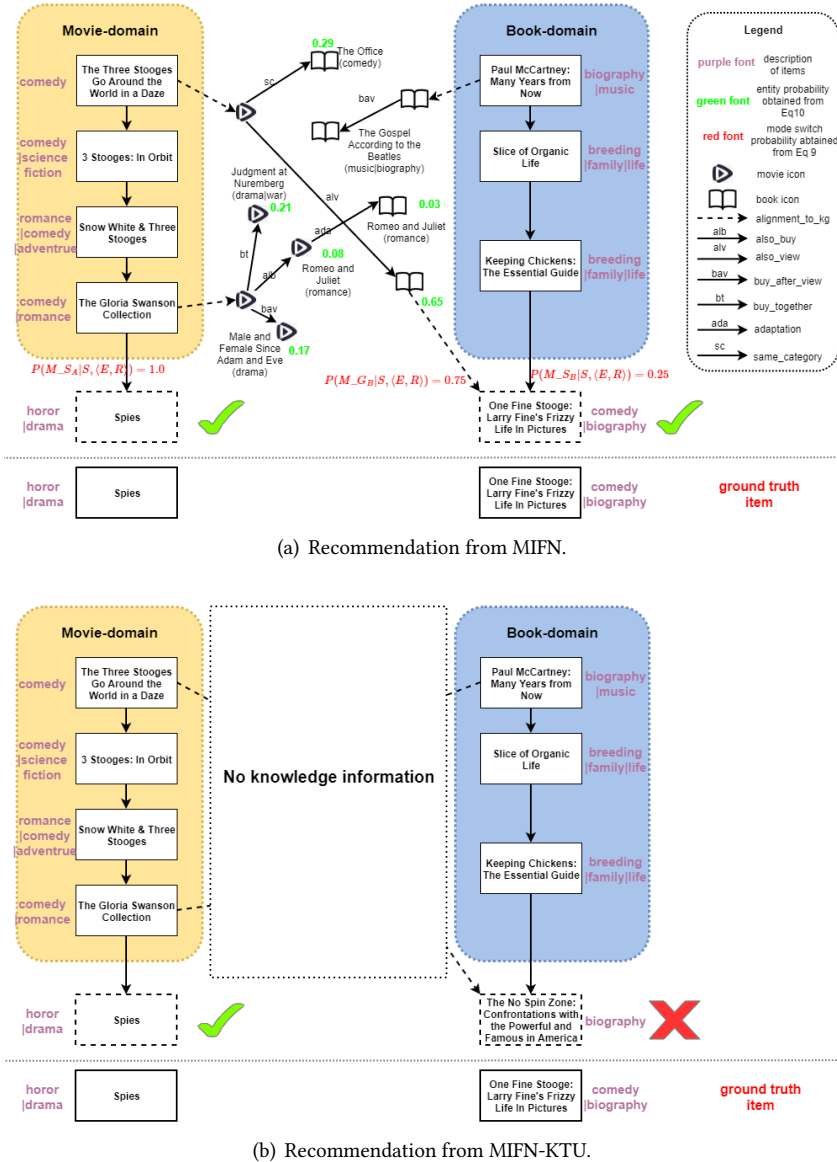 Movie-domain
comedy
The Three Stooges
Go Around the
World in a Daze
comedy
|science
fiction
3 Stooges: In Orbit
romance
|comedy
|adventrue
Snow White & Three
Stooges
comedy
|romance
The Gloria Swanson
Collection
P(M_S_A|S, ⟨E, R⟩) = 1.0
horor
|drama
Spies
0.29
The Office
(comedy)
sc
bav
The Gospel
According to the
Beatles
(music|biography)
Judgment at
Nuremberg
(drama|war)
0.21
alv
ada
0.03
Romeo and Juliet
(romance)
bt
alb
0.08
Romeo and
Juliet
(romance)
0.65
bav
0.17
Male and
Female Since
Adam and Eve
(drama)
P(M_G_B|S, ⟨E, R⟩) = 0.75
Book-domain
Paul McCartney:
Many Years from
Now
biography
|music
Slice of Organic
Life
breeding
|family|life
Keeping Chickens:
The Essential Guide
breeding
|family|life
P(M_S_B|S, ⟨E, R⟩) = 0.25
One Fine Stooge:
Larry Fine's Frizzy
Life In Pictures
comedy
|biography
Legend
purple font
description
of items
green font
entity probability
obtained from
Eq10
red font
mode switch
probability abtained
from Eq 9
movie icon
book icon
alignment_to_kg
alb
also_buy
alv
also_view
bav
buy_after_view
bt
buy_together
ada
adaptation
sc
same_category
horor
|drama
Spies
One Fine Stooge:
Larry Fine's Frizzy
Life In Pictures
comedy
|biography
ground truth
item
(a) Recommendation from MIFN.
Movie-domain
comedy
The Three Stooges
Go Around the
World in a Daze
comedy
|science
fiction
3 Stooges: In Orbit
romance
|comedy
|adventrue
Snow White & Three
Stooges
comedy
|romance
The Gloria Swanson
Collection
horor
|drama
Spies
No knowledge information
Book-domain
Paul McCartney:
Many Years from
Now
biography
|music
Slice of Organic
Life
breeding
|family|life
Keeping Chickens:
The Essential Guide
breeding
|family|life
The No Spin Zone:
Confrontations with
the Powerful and
Famous in America
biography
horor
|drama
Spies
One Fine Stooge:
Larry Fine's Frizzy
Life In Pictures
comedy
|biography
ground truth
item
(b) Recommendation from MIFN-KTU.